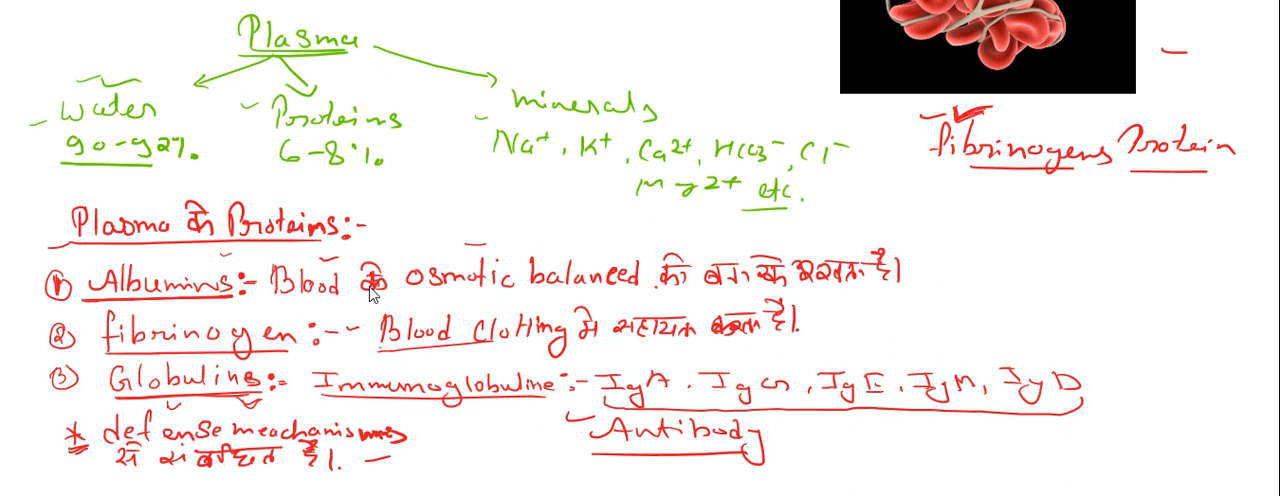 Plasma
Water
90-92%.
Proteins
6-8%.
minerals
Na+, K+, Ca2+, HCO3-, Cl-
Mg2+ etc.
fibrinogens Protein
Plasma के Proteins:-
① Albumins:- Blood के osmotic balanced को बना के रखता है।
② fibrinogen:-- Blood clotting में सहायता करता है।
③ Globulins:- Immunoglobuline:- IgA, IgG, IgE, IgM, IgD
Antibody
* defense meachanisms
से संबंधित है।